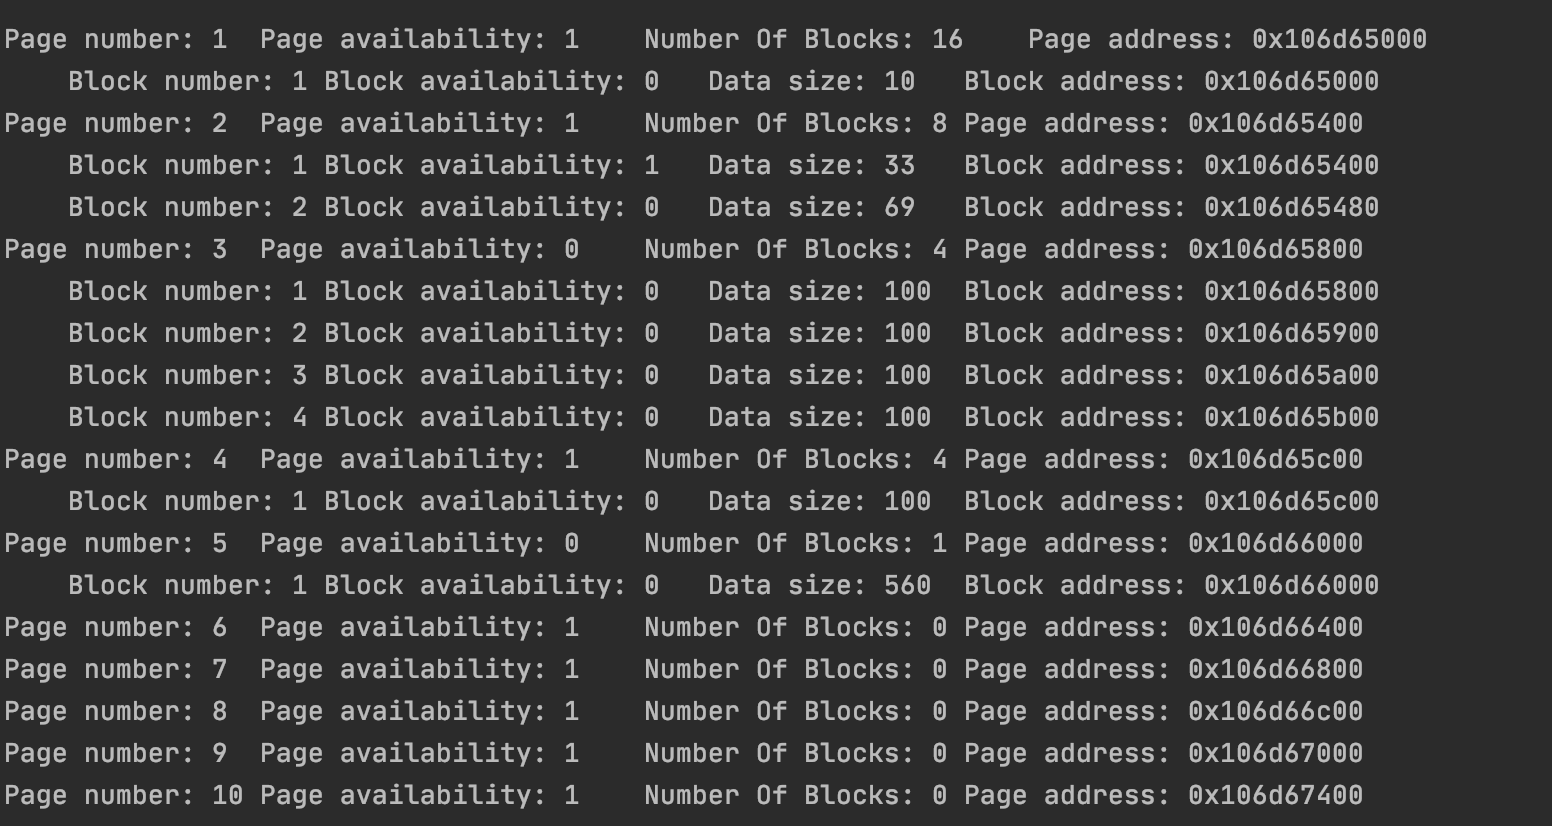 Page number: 1  Page availability: 1    Number Of Blocks: 16    Page address: 0x106d65000
    Block number: 1 Block availability: 0   Data size: 10   Block address: 0x106d65000
Page number: 2  Page availability: 1    Number Of Blocks: 8 Page address: 0x106d65400
    Block number: 1 Block availability: 1   Data size: 33   Block address: 0x106d65400
    Block number: 2 Block availability: 0   Data size: 69   Block address: 0x106d65480
Page number: 3  Page availability: 0    Number Of Blocks: 4 Page address: 0x106d65800
    Block number: 1 Block availability: 0   Data size: 100  Block address: 0x106d65800
    Block number: 2 Block availability: 0   Data size: 100  Block address: 0x106d65900
    Block number: 3 Block availability: 0   Data size: 100  Block address: 0x106d65a00
    Block number: 4 Block availability: 0   Data size: 100  Block address: 0x106d65b00
Page number: 4  Page availability: 1    Number Of Blocks: 4 Page address: 0x106d65c00
    Block number: 1 Block availability: 0   Data size: 100  Block address: 0x106d65c00
Page number: 5  Page availability: 0    Number Of Blocks: 1 Page address: 0x106d66000
    Block number: 1 Block availability: 0   Data size: 560  Block address: 0x106d66000
Page number: 6  Page availability: 1    Number Of Blocks: 0 Page address: 0x106d66400
Page number: 7  Page availability: 1    Number Of Blocks: 0 Page address: 0x106d66800
Page number: 8  Page availability: 1    Number Of Blocks: 0 Page address: 0x106d66c00
Page number: 9  Page availability: 1    Number Of Blocks: 0 Page address: 0x106d67000
Page number: 10 Page availability: 1    Number Of Blocks: 0 Page address: 0x106d67400